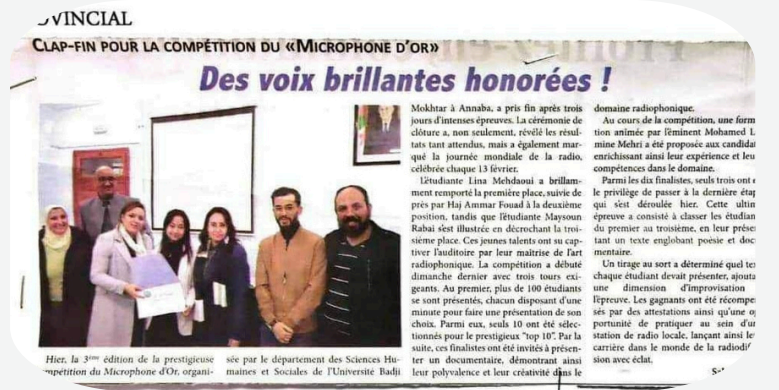 OVINCIAL
CLAP-FIN POUR LA COMPÉTITION DU «MICROPHONE D'OR»
Des voix brillantes honorées !
Hier, la 3ème édition de la prestigieuse
compétition du Microphone d'Or, organi-
sée par le département des Sciences Hu-
maines et Sociales de l'Université Badji
Mokhtar à Annaba, a pris fin après trois
jours d'intenses épreuves. La cérémonie de
clôture a, non seulement, révélé les résul-
tats tant attendus, mais a également mar-
qué la journée mondiale de la radio,
célébrée chaque 13 février.
L'étudiante Lina Mehdaoui a brillam-
ment remporté la première place, suivie de
près par Haj Ammar Fouad à la deuxième
position, tandis que l'étudiante Maysoun
Rabai s'est illustrée en décrochant la troi-
sième place. Ces jeunes talents ont su cap-
tiver l'auditoire par leur maîtrise de l'art
radiophonique. La compétition a débuté
dimanche dernier avec trois tours exi-
geants. Au premier, plus de 100 étudiants
se sont présentés, chacun disposant d'une
minute pour faire une présentation de son
choix. Parmi eux, seuls 10 ont été sélec-
tionnés pour le prestigieux "top 10". Par la
suite, ces finalistes ont été invités à présen-
ter un documentaire, démontrant ainsi
leur polyvalence et leur créativité dans le
domaine radiophonique.
Au cours de la compétition, une form
tion animée par l'éminent Mohamed L
mine Mehri a été proposée aux candidat
enrichissant ainsi leur expérience et leu
compétences dans le domaine.
Parmi les dix finalistes, seuls trois ont e
le privilège de passer à la dernière étap
qui s'est déroulée hier. Cette ultim
épreuve a consisté à classer les étudian
du premier au troisième, en leur présen
tant un texte englobant poésie et doc
mentaire.
Un tirage au sort a déterminé quel te
chaque étudiant devait présenter, ajouta
une dimension d'improvisation
l'épreuve. Les gagnants ont été récompe
sés par des attestations ainsi qu'une o
portunité de pratiquer au sein d'u
station de radio locale, lançant ainsi le
carrière dans le monde de la radiodif
sion avec éclat.